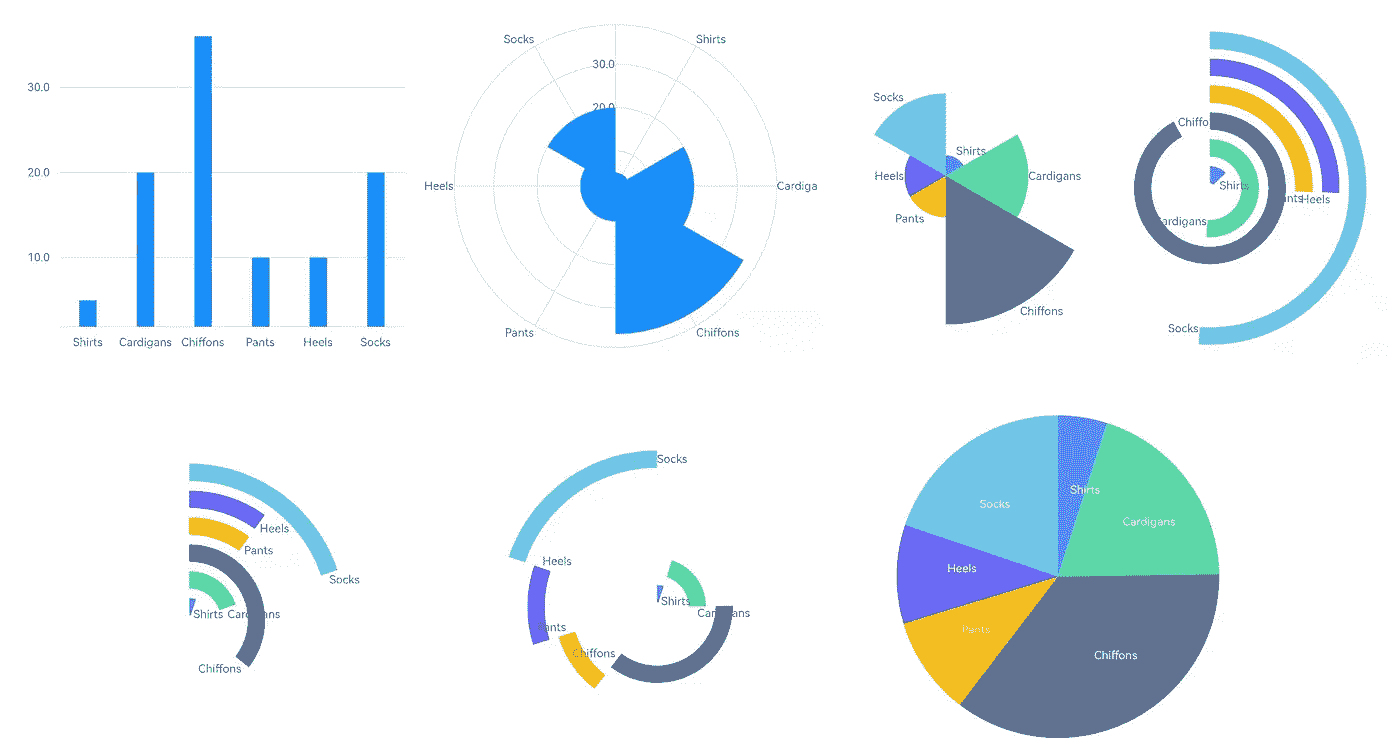 30.0
20.0
10.0
Shirts Cardigans Chiffons Pants Heels Socks
Socks Shirts
30.0
20.0
Heels Cardiga
Pants Chiffons
Socks
Shirts
Heels Cardigans
Pants
Chiffons
Chiffo
Shirts
ants Heels
Cardigans
Socks
Heels
Pants
Socks
Shirts Cardigans
Chiffons
Socks
Heels
Shirts
Cardigans
Pants
Chiffons
Shirts
Socks
Cardigans
Heels
Pants
Chiffons